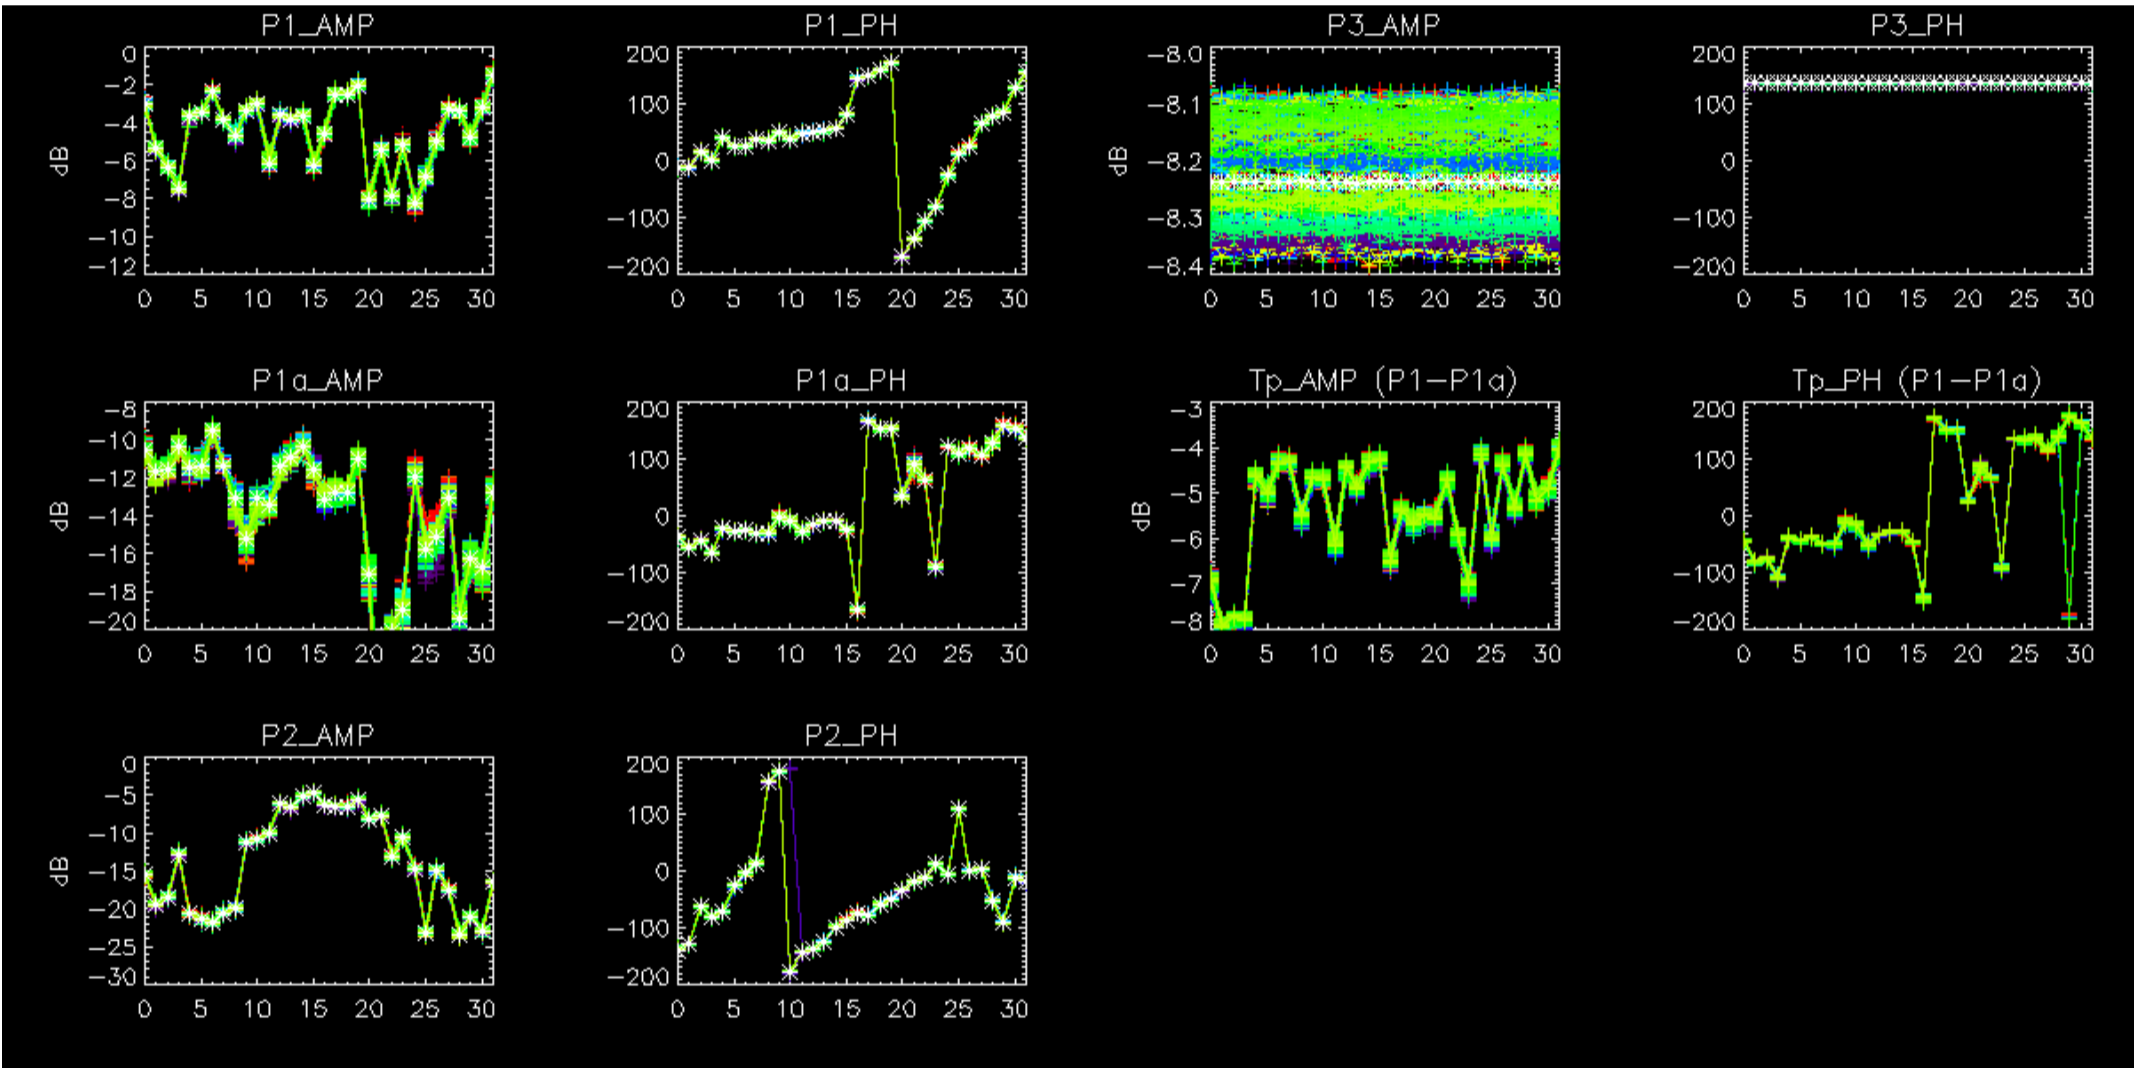 P1_AMP
dB
0
−2
−4
−6
−8
−10
−12
0 5 10 15 20 25 30
P1_PH
200
100
0
−100
−200
0 5 10 15 20 25 30
P3_AMP
dB
−8.0
−8.1
−8.2
−8.3
−8.4
0 5 10 15 20 25 30
P3_PH
200
100
0
−100
−200
0 5 10 15 20 25 30
P1a_AMP
dB
−8
−10
−12
−14
−16
−18
−20
0 5 10 15 20 25 30
P1a_PH
200
100
0
−100
−200
0 5 10 15 20 25 30
Tp_AMP (P1−P1a)
dB
−3
−4
−5
−6
−7
−8
0 5 10 15 20 25 30
Tp_PH (P1−P1a)
200
100
0
−100
−200
0 5 10 15 20 25 30
P2_AMP
dB
0
−5
−10
−15
−20
−25
−30
0 5 10 15 20 25 30
P2_PH
200
100
0
−100
−200
0 5 10 15 20 25 30